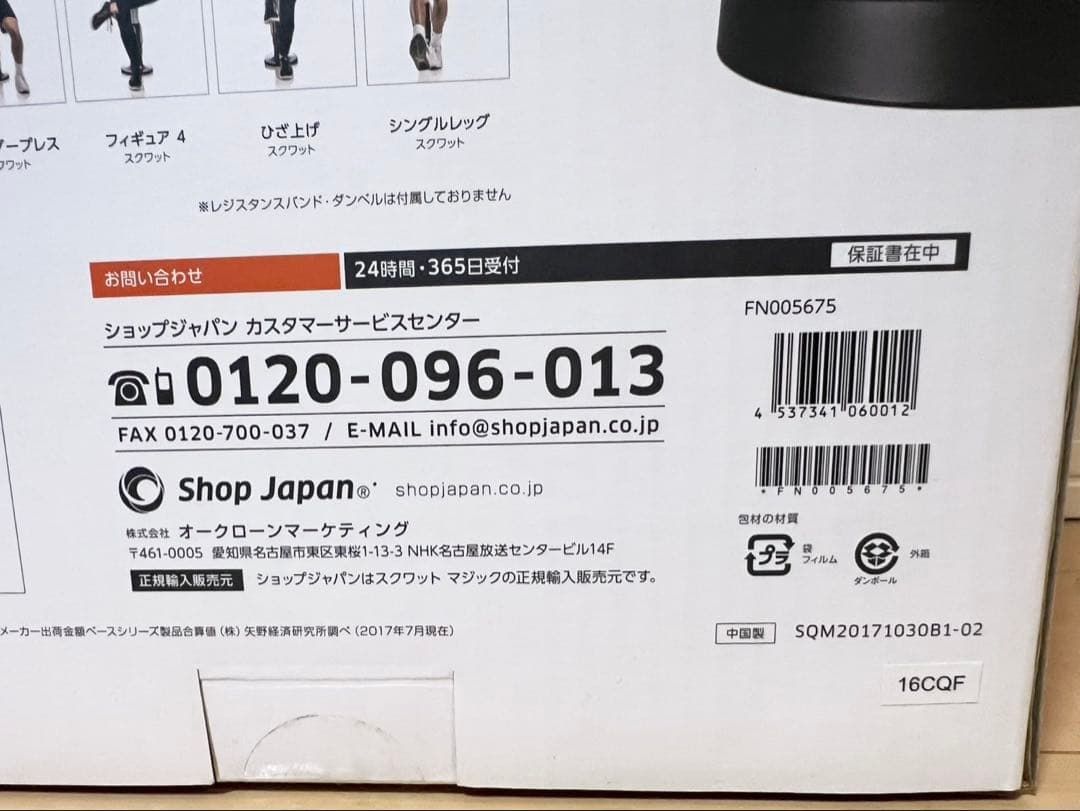 フィギュア 4
スクワット
ひざ上げ
スクワット
シングルレッグ
スクワット
※レジスタンスバンド・ダンベルは付属しておりません
お問い合わせ
24時間・365日受付
保証書在中
ショップジャパン カスタマーサービスセンター
0120-096-013
FAX 0120-700-037 / E-MAIL info@shopjapan.co.jp
Shop Japan® shopjapan.co.jp
株式会社 オークローンマーケティング
〒461-0005 愛知県名古屋市東区東桜1-13-3 NHK名古屋放送センタービル14F
正規輸入販売元 ショップジャパンはスクワット マジックの正規輸入販売元です。
FN005675
4 537341 060012
*FN005675*
包材の材質
プラ
袋
フィルム
ダンボール
外箱
メーカー出荷金額ベースシリーズ製品合算値(株)矢野経済研究所調べ(2017年7月現在)
中国製
SQM20171030B1-02
16CQF